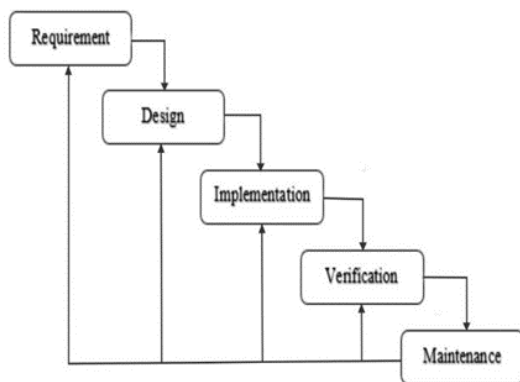 Requirement
Design
Implementation
Verification
Maintenance